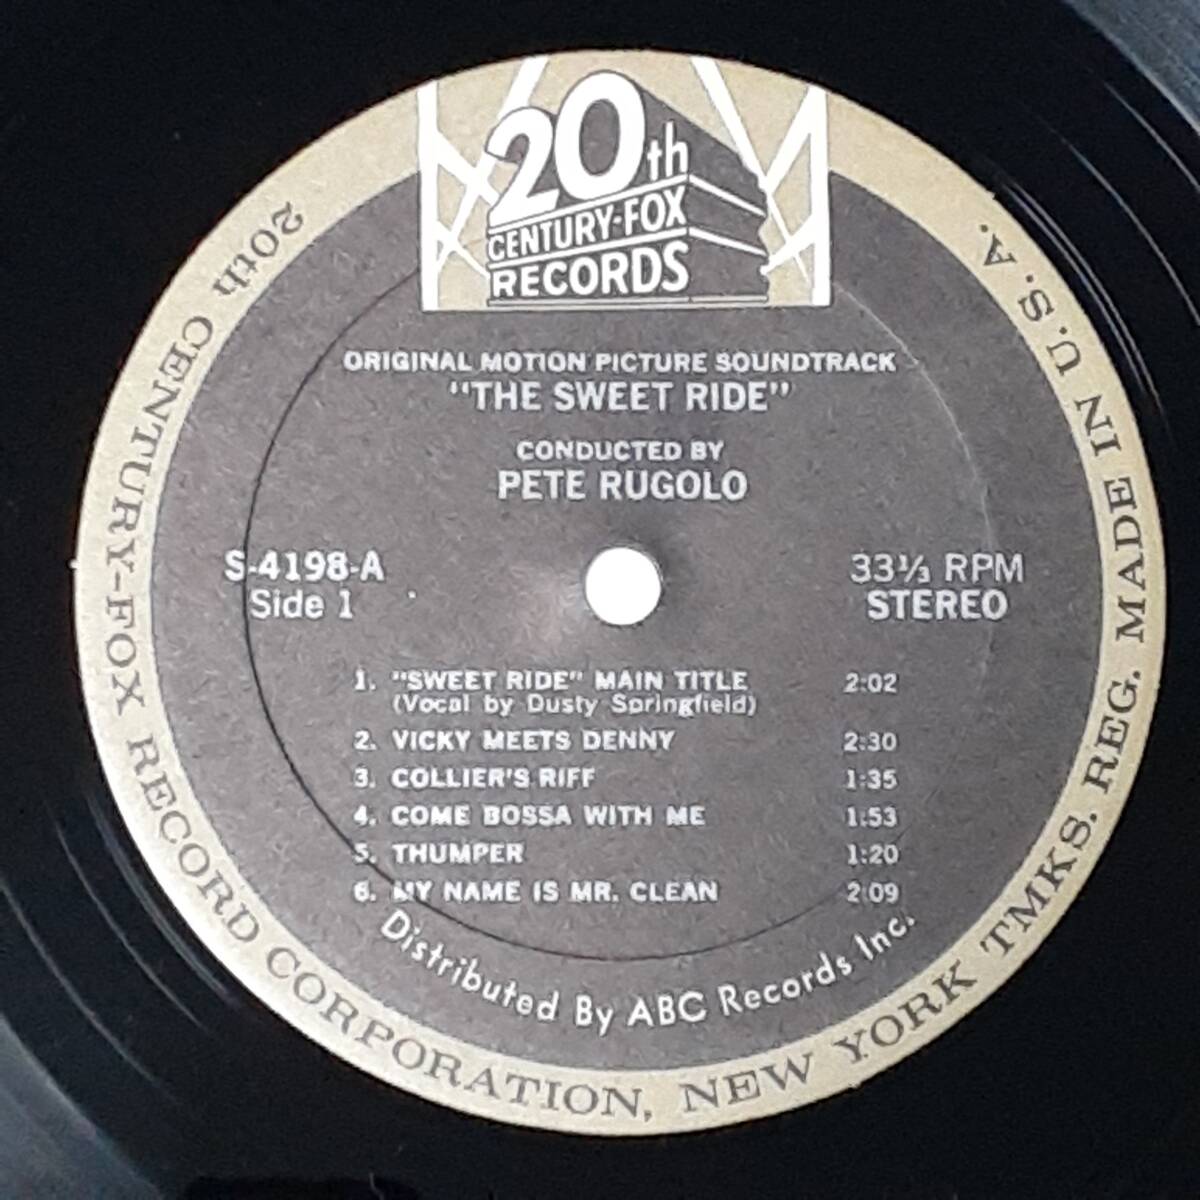 20th
CENTURY-FOX
RECORDS
ORIGINAL MOTION PICTURE SOUNDTRACK
"THE SWEET RIDE"
CONDUCTED BY
PETE RUGOLO
S-4198-A
Side 1
33⅓ RPM
STEREO
1. "SWEET RIDE" MAIN TITLE 2:02
(Vocal by Dusty Springfield)
2. VICKY MEETS DENNY 2:30
3. COLLIER'S RIFF 1:35
4. COME BOSSA WITH ME 1:53
5. THUMPER 1:20
6. MY NAME IS MR. CLEAN 2:09
Distributed By ABC Records Inc.
20th CENTURY-FOX RECORD CORPORATION, NEW YORK TMKS. REG. MADE IN U.S.A.